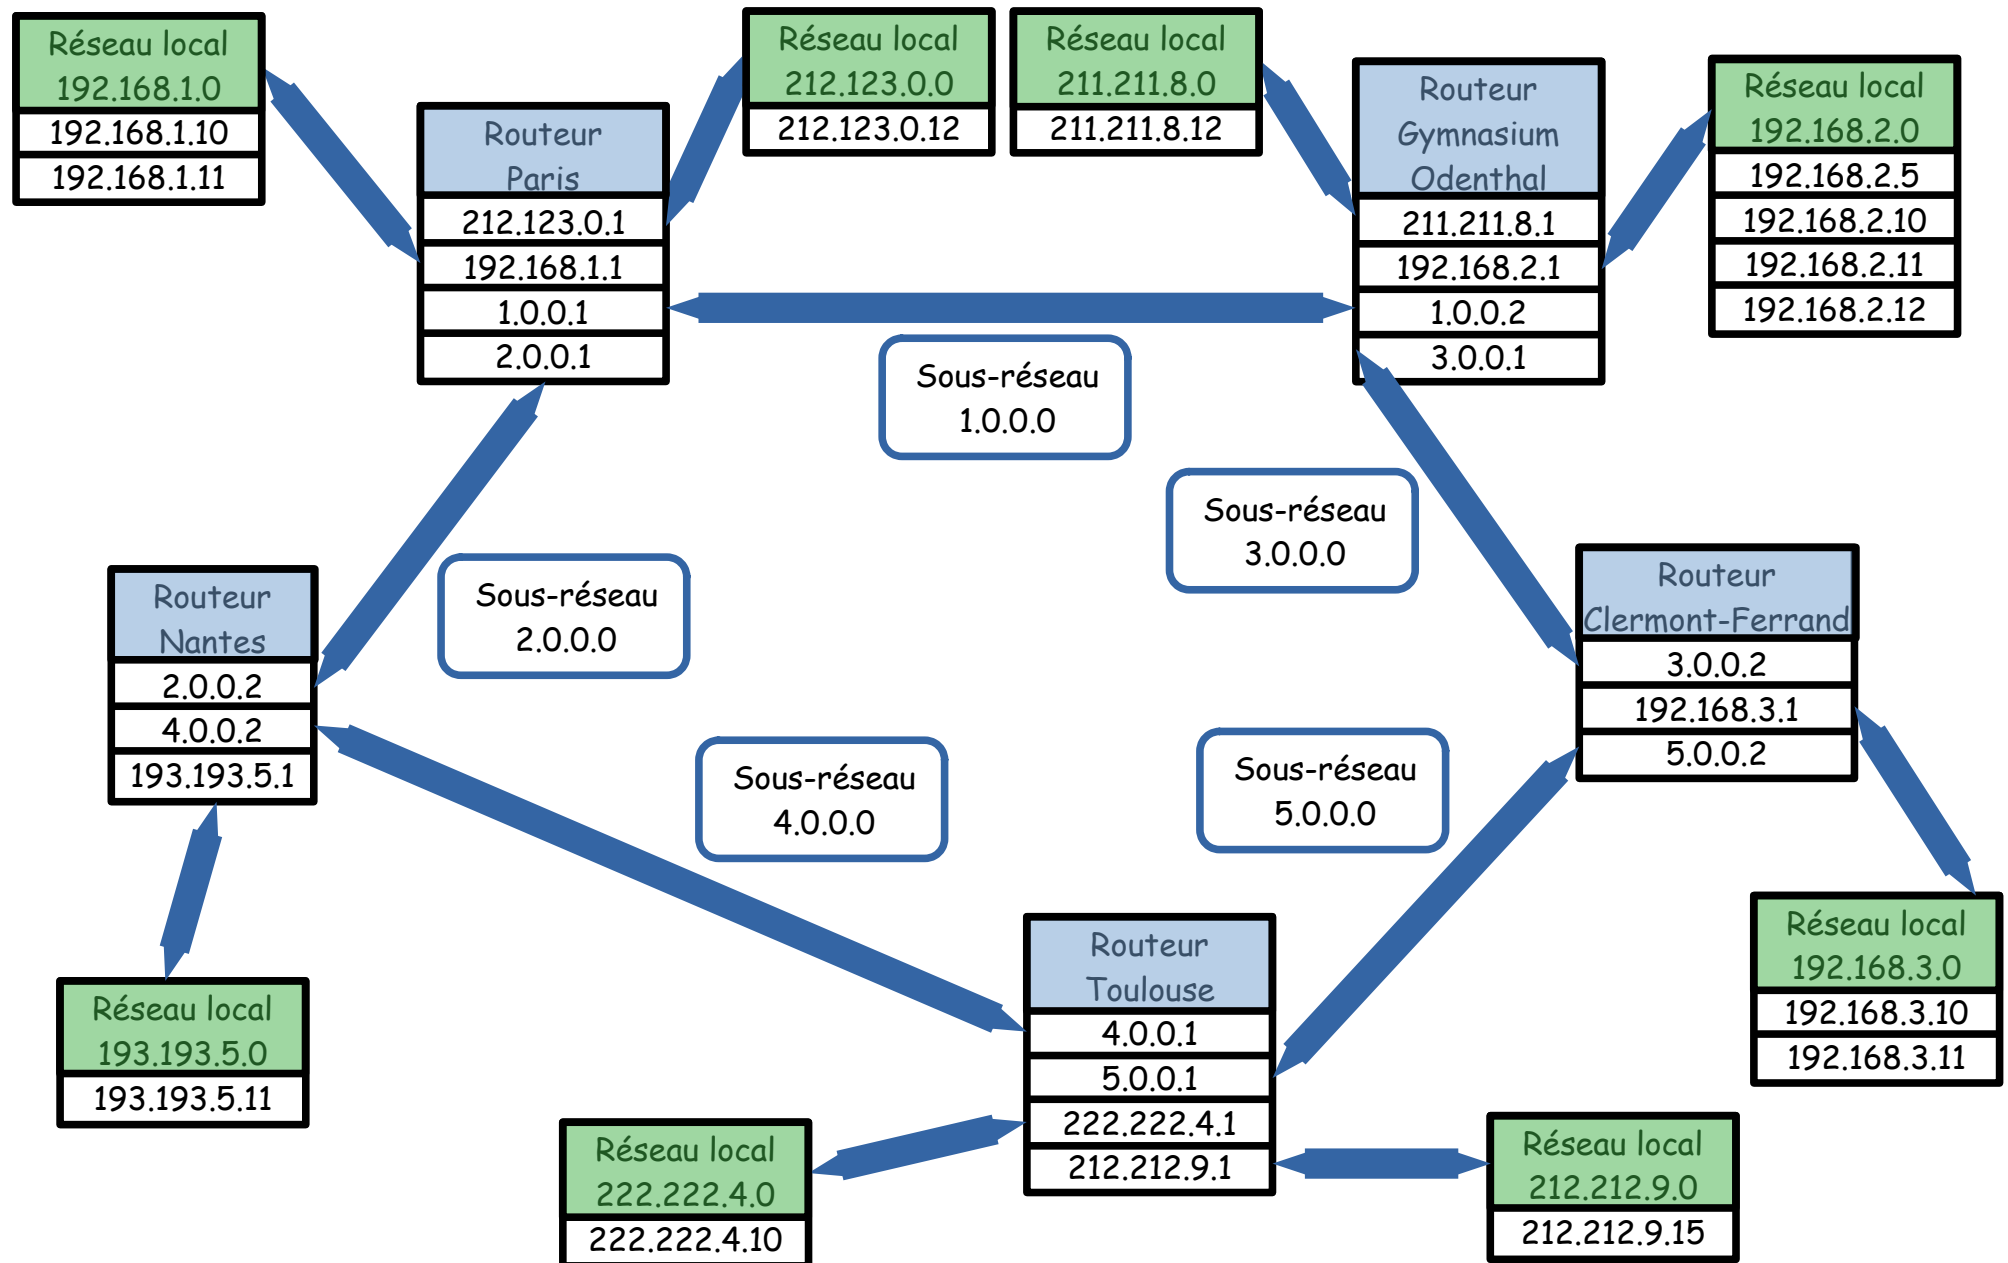 Réseau local
192.168.1.0
192.168.1.10
192.168.1.11
Routeur
Paris
212.123.0.1
192.168.1.1
1.0.0.1
2.0.0.1
Réseau local
212.123.0.0
212.123.0.12
Réseau local
211.211.8.0
211.211.8.12
Routeur
Gymnasium
Odenthal
211.211.8.1
192.168.2.1
1.0.0.2
3.0.0.1
Réseau local
192.168.2.0
192.168.2.5
192.168.2.10
192.168.2.11
192.168.2.12
Sous-réseau
1.0.0.0
Sous-réseau
3.0.0.0
Sous-réseau
2.0.0.0
Routeur
Nantes
2.0.0.2
4.0.0.2
193.193.5.1
Routeur
Clermont-Ferrand
3.0.0.2
192.168.3.1
5.0.0.2
Sous-réseau
4.0.0.0
Sous-réseau
5.0.0.0
Réseau local
193.193.5.0
193.193.5.11
Routeur
Toulouse
4.0.0.1
5.0.0.1
222.222.4.1
212.212.9.1
Réseau local
192.168.3.0
192.168.3.10
192.168.3.11
Réseau local
222.222.4.0
222.222.4.10
Réseau local
212.212.9.0
212.212.9.15